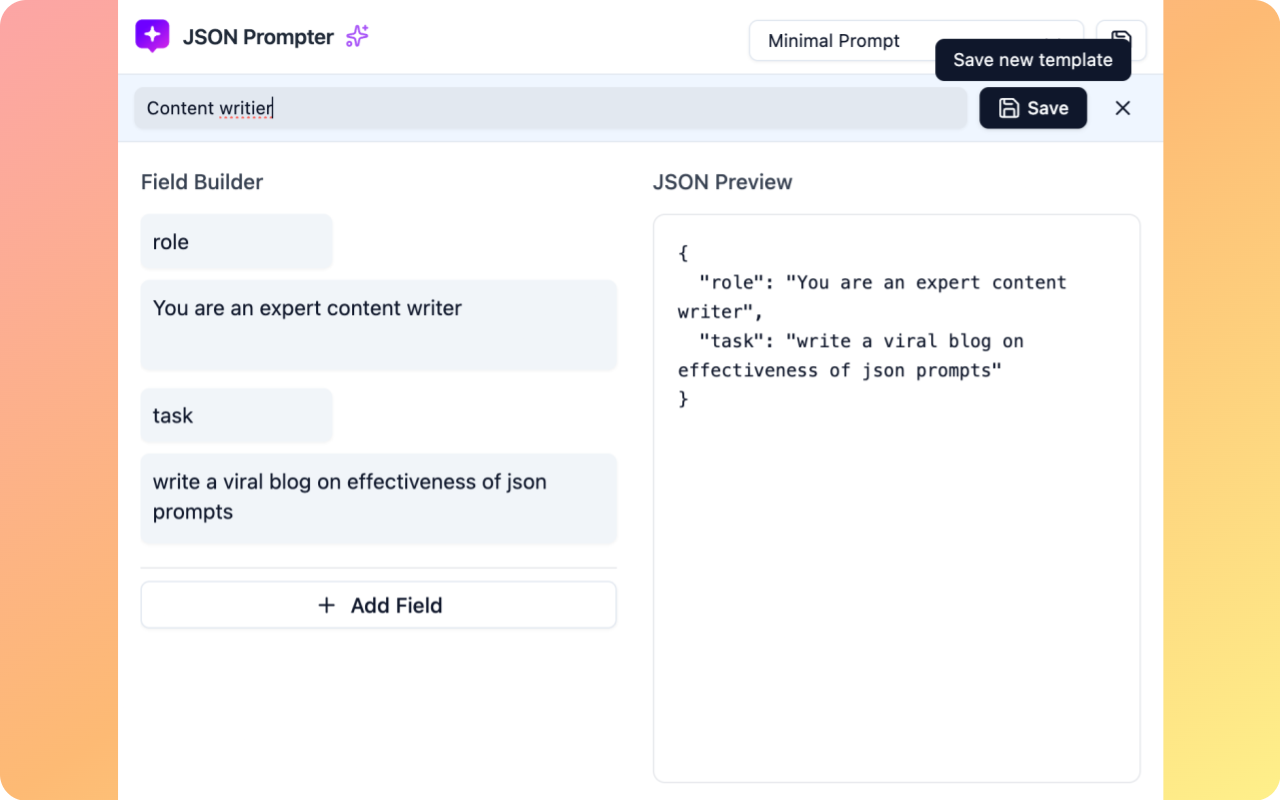 JSON Prompter
Minimal Prompt
Save new template
Content writier
Save
Field Builder
role
You are an expert content writer
task
write a viral blog on effectiveness of json
prompts
Add Field
JSON Preview
{
"role": "You are an expert content
writer",
"task": "write a viral blog on
effectiveness of json prompts"
}